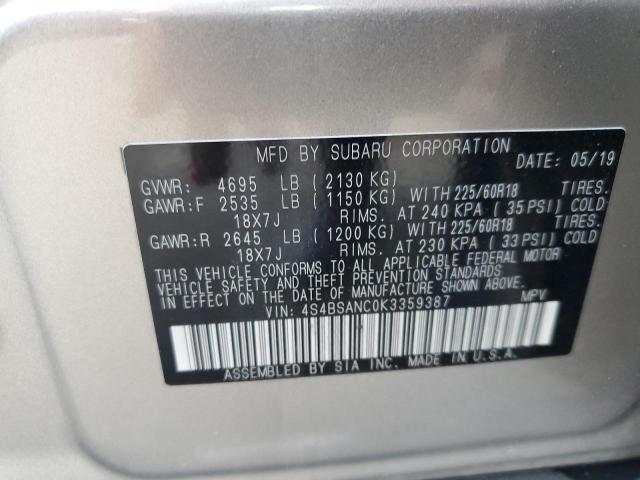 MFD BY SUBARU CORPORATION DATE: 05/19
GVWR: 4695 LB (2130 KG)
GAWR:F 2535 LB (1150 KG) WITH 225/60R18 TIRES.
18X7J RIMS. AT 240 KPA (35 PSI) COLD
GAWR:R 2645 LB (1200 KG) WITH 225/60R18 TIRES.
18X7J RIMS. AT 230 KPA (33 PSI) COLD
THIS VEHICLE CONFORMS TO ALL APPLICABLE FEDERAL MOTOR
VEHICLE SAFETY AND BUMPER STANDARDS
IN EFFECT ON THE DATE OF MANUFACTURE SHOWN ABOVE.
VIN: 4S4BSANC0K3359387 MPV
ASSEMBLED BY SIA INC. MADE IN U.S.A.